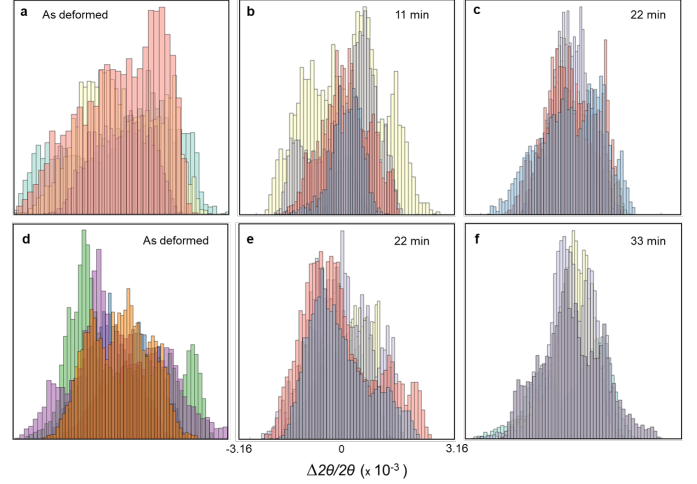 a As deformed
b 11 min
c 22 min
d As deformed
e 22 min
f 33 min
-3.16 0 3.16
Δ2θ/2θ (x 10⁻³)